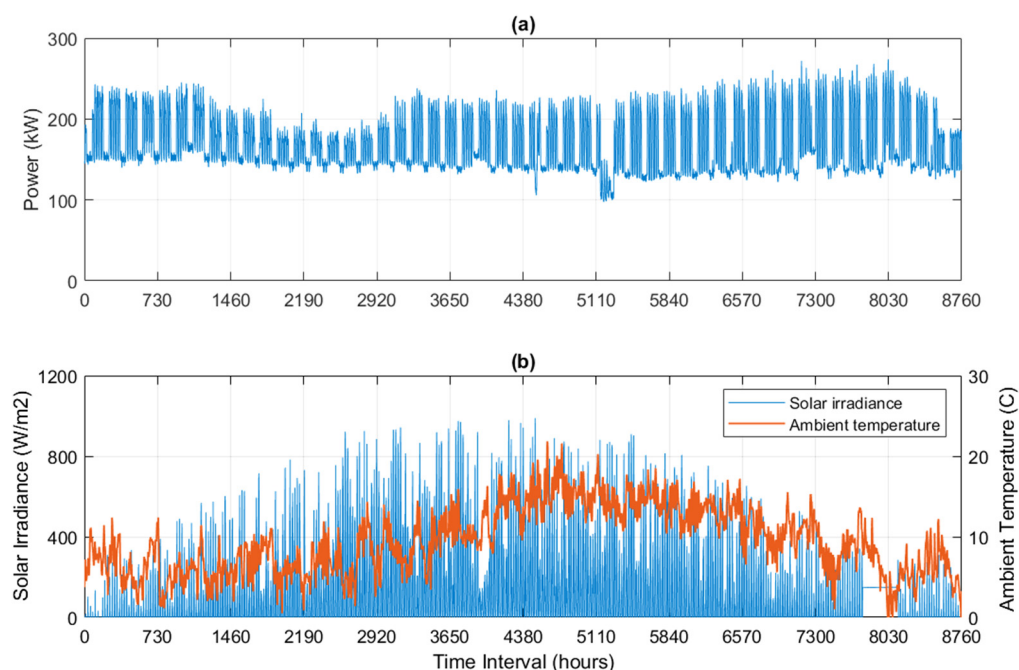 (a)
300
200
100
0
Power (kW)
0 730 1460 2190 2920 3650 4380 5110 5840 6570 7300 8030 8760
(b)
1200
800
400
0
Solar Irradiance (W/m2)
Solar irradiance
Ambient temperature
30
20
10
0
Ambient Temperature (C)
0 730 1460 2190 2920 3650 4380 5110 5840 6570 7300 8030 8760
Time Interval (hours)